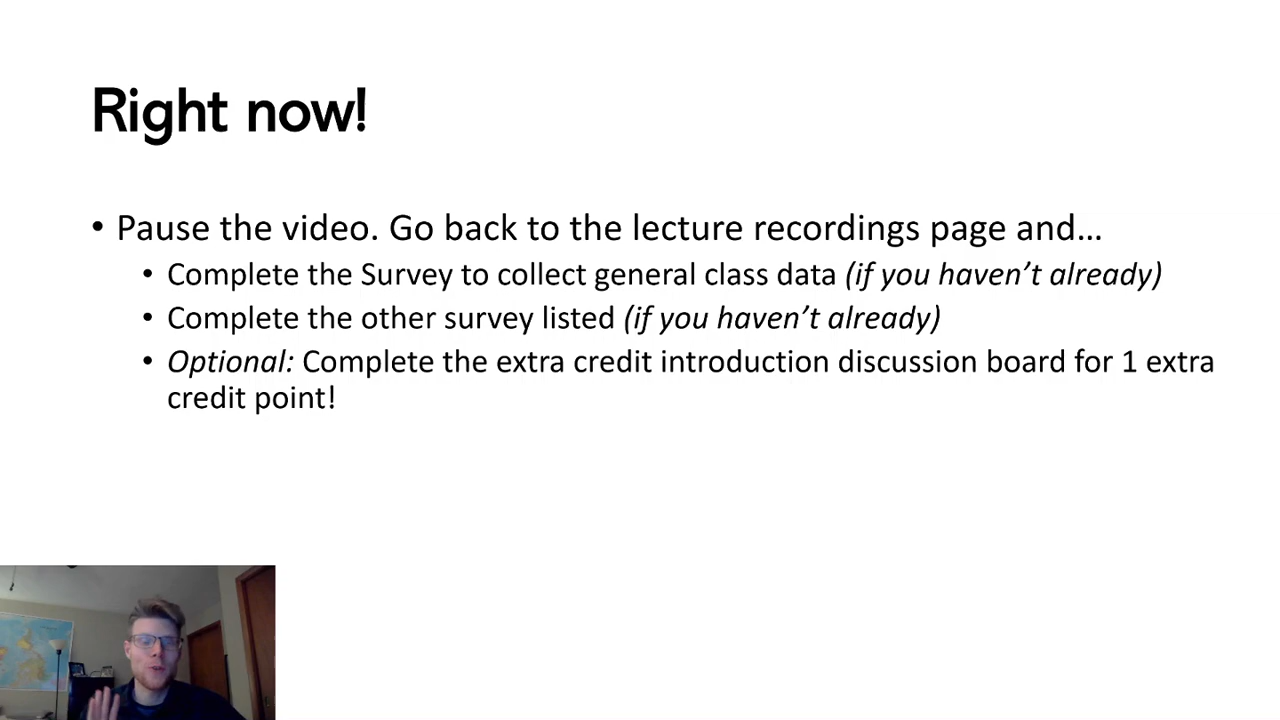 Right now!
• Pause the video. Go back to the lecture recordings page and…
• Complete the Survey to collect general class data (if you haven’t already)
• Complete the other survey listed (if you haven’t already)
• Optional: Complete the extra credit introduction discussion board for 1 extra
credit point!